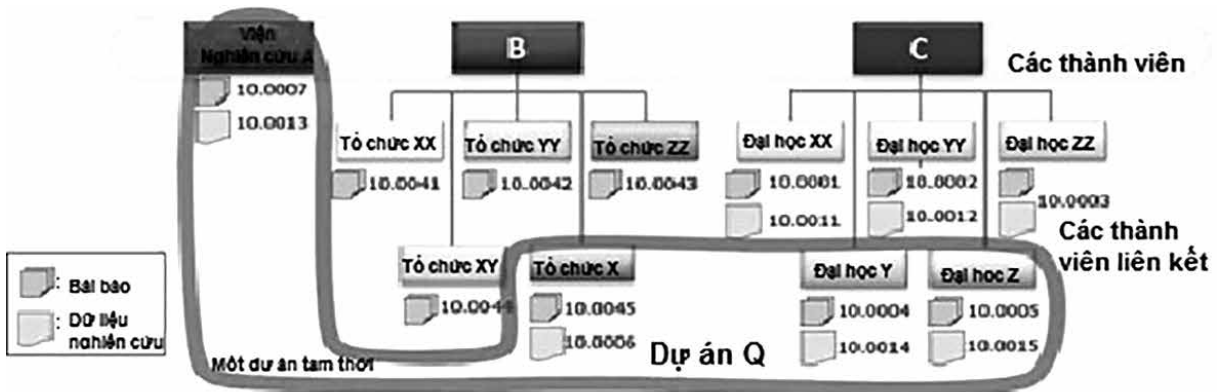 Viện
Nghiên cứu A
10.0007
10.0013
B
C
Các thành viên
Tổ chức XX
Tổ chức YY
Tổ chức ZZ
Đại học XX
Đại học YY
Đại học ZZ
10.0041
10.0042
10.0043
10.0001
10.0011
10.0002
10.0012
10.0003
Các thành
viên liên kết
Tổ chức XY
10.0044
Tổ chức X
10.0045
10.0006
Đại học Y
10.0004
10.0014
Đại học Z
10.0005
10.0015
: Bài báo
: Dữ liệu
nghiên cứu
Một dự án tạm thời
Dự án Q